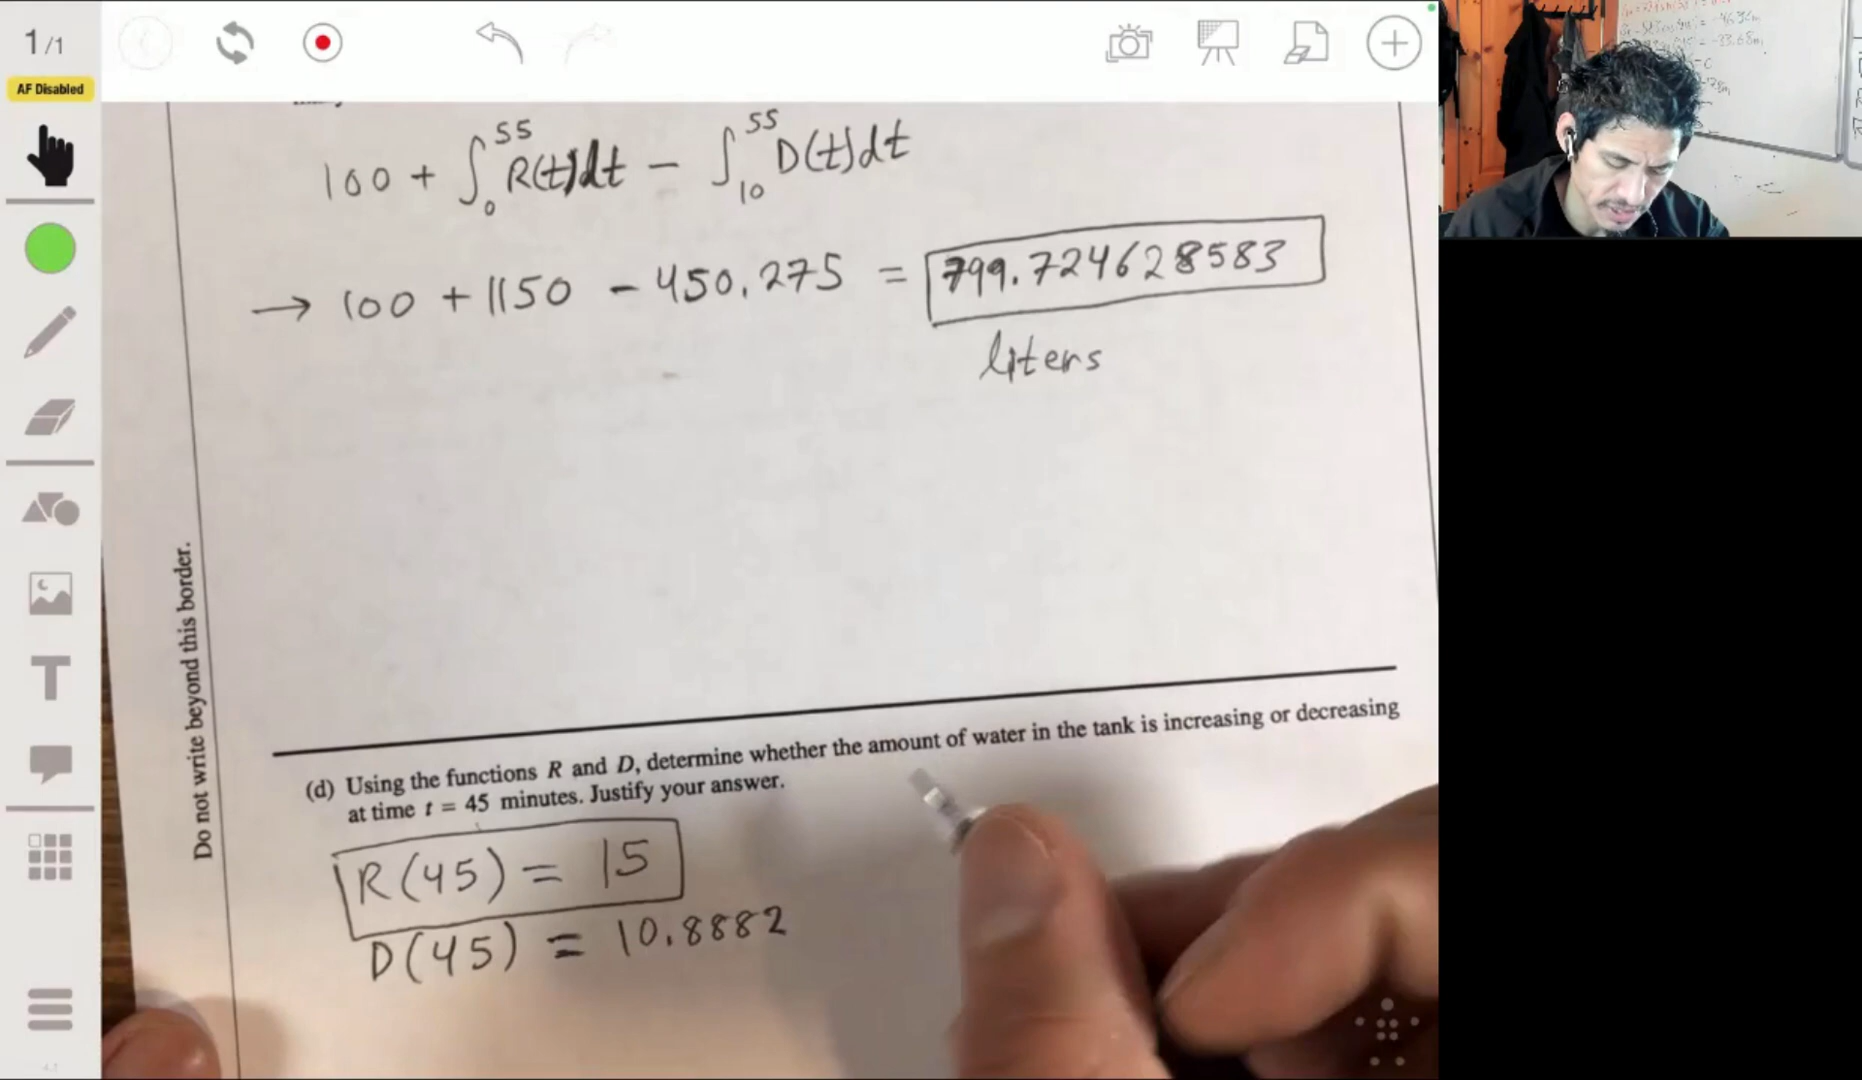 1/1
AF Disabled
100 + ∫₀⁵⁵ R(t)dt − ∫₁₀⁵⁵ D(t)dt
→ 100 + 1150 - 450.275 = 799.724628583
liters
Do not write beyond this border.
(d) Using the functions R and D, determine whether the amount of water in the tank is increasing or decreasing
at time t = 45 minutes. Justify your answer.
R(45) = 15
D(45) = 10.8882
T